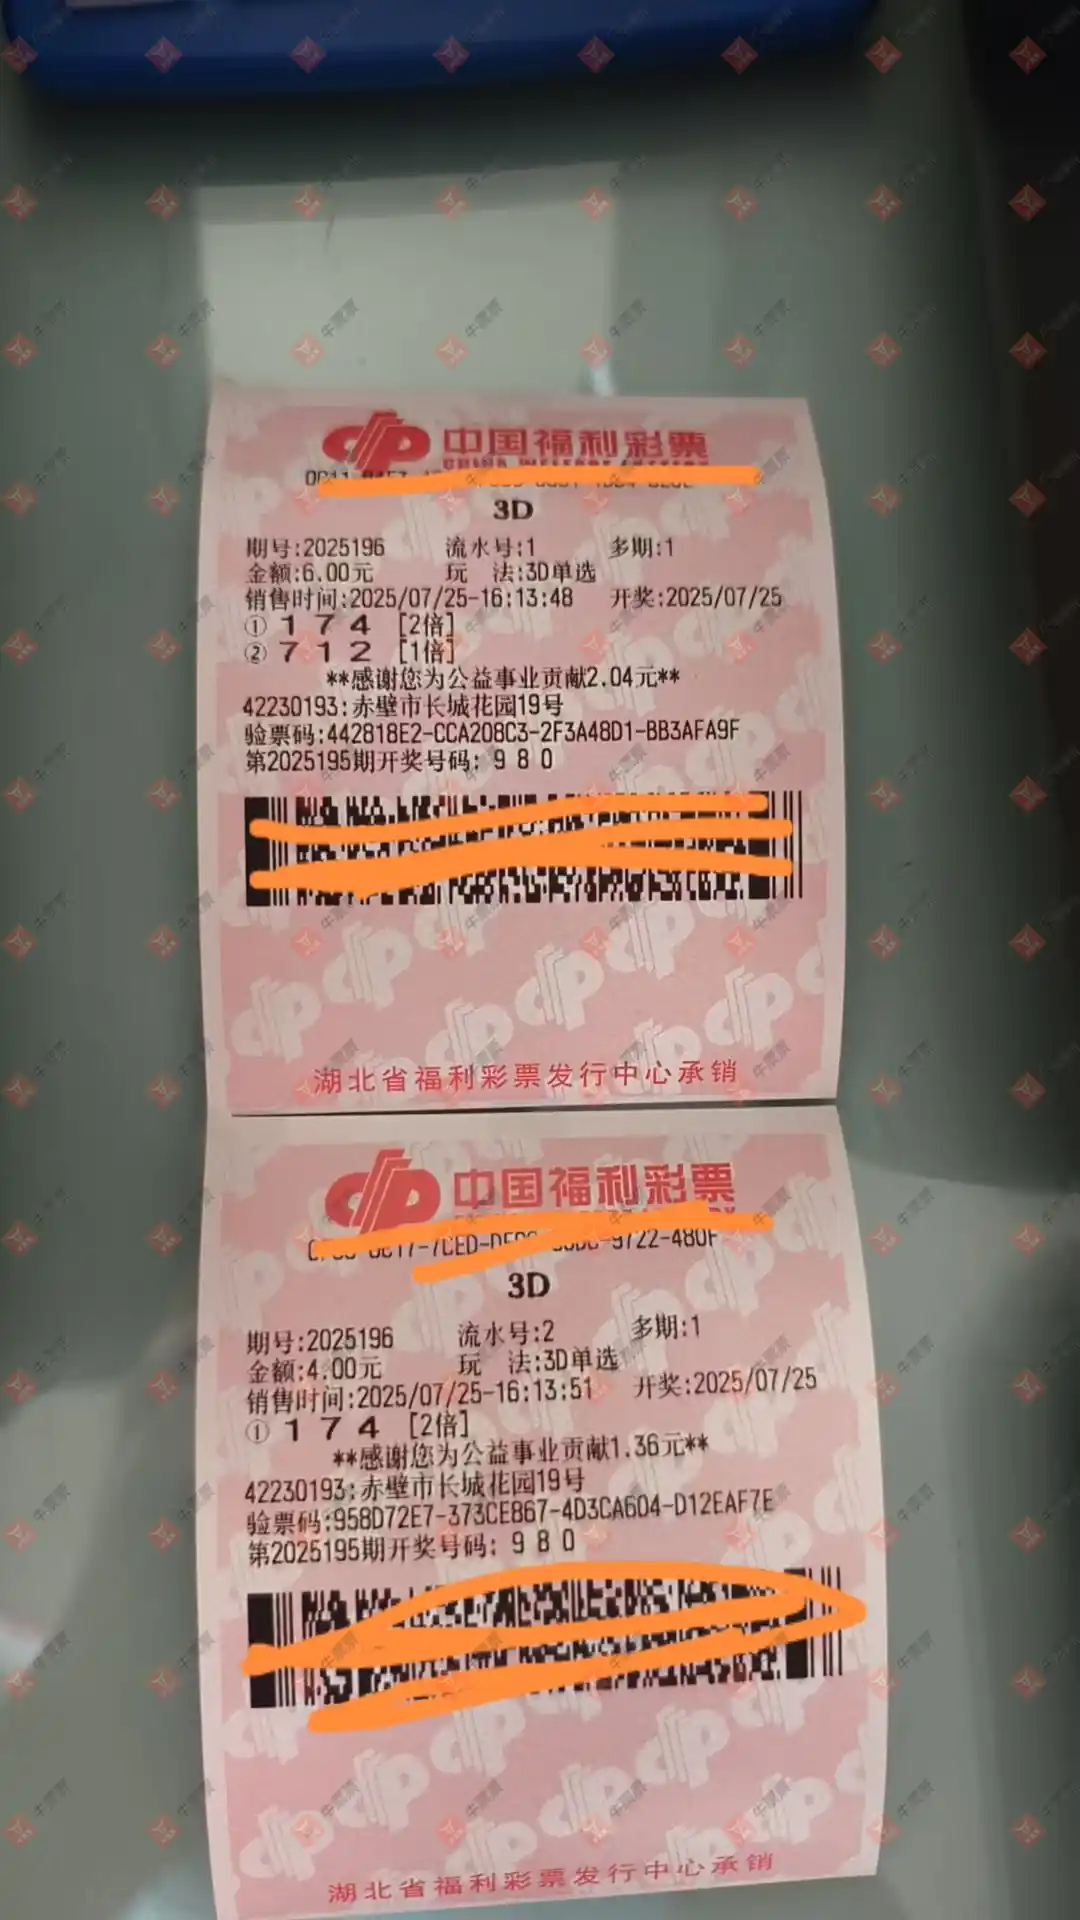 中国福利彩票
CHINA WELFARE LOTTERY
3D
期号:2025196 流水号:1 多期:1
金额:6.00元 玩 法:3D单选
销售时间:2025/07/25-16:13:48 开奖:2025/07/25
① 1 7 4 [2倍]
② 7 1 2 [1倍]
**感谢您为公益事业贡献2.04元**
42230193:赤壁市长城花园19号
验票码:442818E2-CCA208C3-2F3A48D1-BB3AFA9F
第2025195期开奖号码: 9 8 0
湖北省福利彩票发行中心承销
中国福利彩票
-9722-480F
3D
期号:2025196 流水号:2 多期:1
金额:4.00元 玩 法:3D单选
销售时间:2025/07/25-16:13:51 开奖:2025/07/25
① 1 7 4 [2倍]
**感谢您为公益事业贡献1.36元**
42230193:赤壁市长城花园19号
验票码:958D72E7-373CE867-4D3CA604-D12EAF7E
第2025195期开奖号码: 9 8 0
湖北省福利彩票发行中心承销